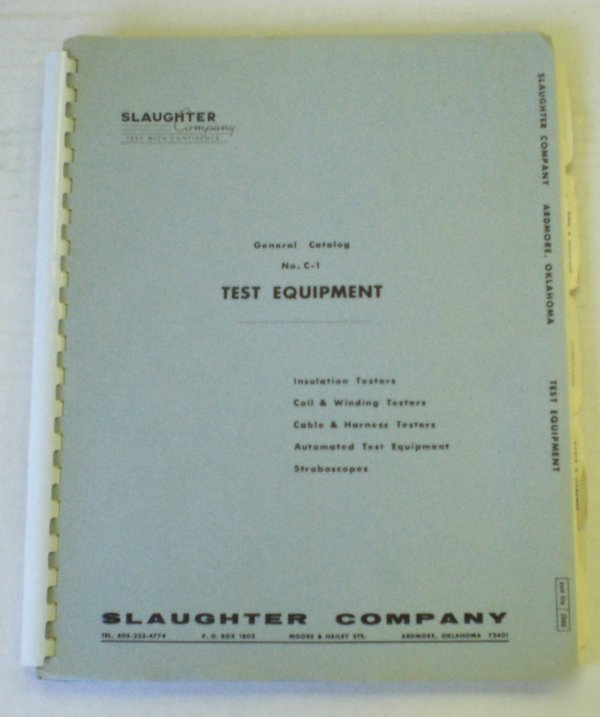 SLAUGHTER
Company
TEST WITH CONFIDENCE
General Catalog
No. C-1
TEST EQUIPMENT
Insulation Testers
Coil & Winding Testers
Cable & Harness Testers
Automated Test Equipment
Stroboscopes
SLAUGHTER COMPANY
TEL. 405-223-4774 P. O. BOX 1805 MOORE & HAILEY STS. ARDMORE, OKLAHOMA 73401
SLAUGHTER COMPANY ARDMORE, OKLAHOMA TEST EQUIPMENT